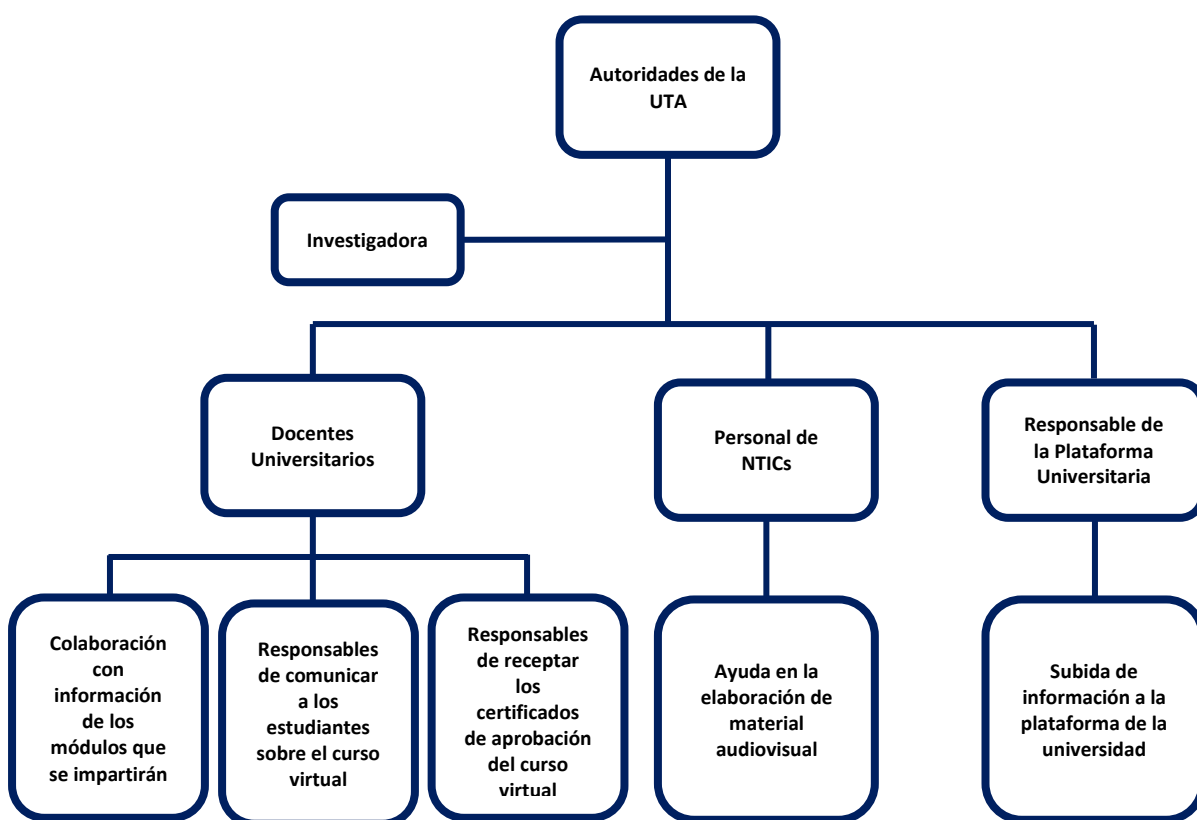 Autoridades de la
UTA
Investigadora
Docentes
Universitarios
Personal de
NTICs
Responsable de
la Plataforma
Universitaria
Colaboración
con
información
de los
módulos que
se impartirán
Responsables
de comunicar
a los
estudiantes
sobre el curso
virtual
Responsables
de receptar
los
certificados
de aprobación
del curso
virtual
Ayuda en la
elaboración de
material
audiovisual
Subida de
información a la
plataforma de la
universidad